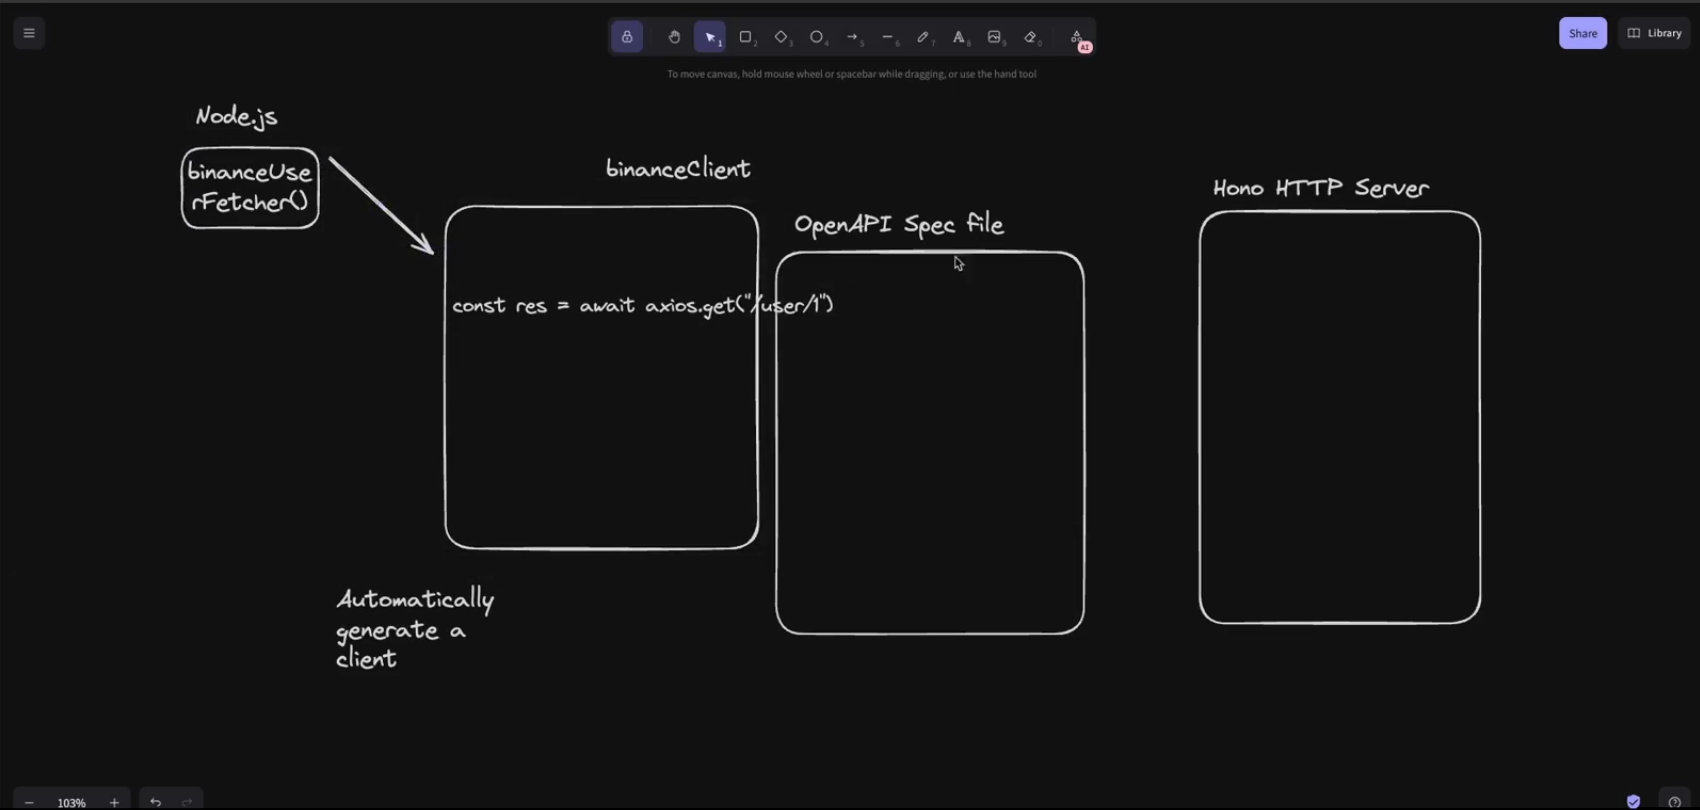 1
2
3
4
5
6
7
A
8
9
0
AI
Share
Library
To move canvas, hold mouse wheel or spacebar while dragging, or use the hand tool
Node.js
binanceUse
rFetcher()
binanceClient
Hono HTTP Server
OpenAPI Spec file
const res = await axios.get("/user/1")
Automatically
generate a
client
103%